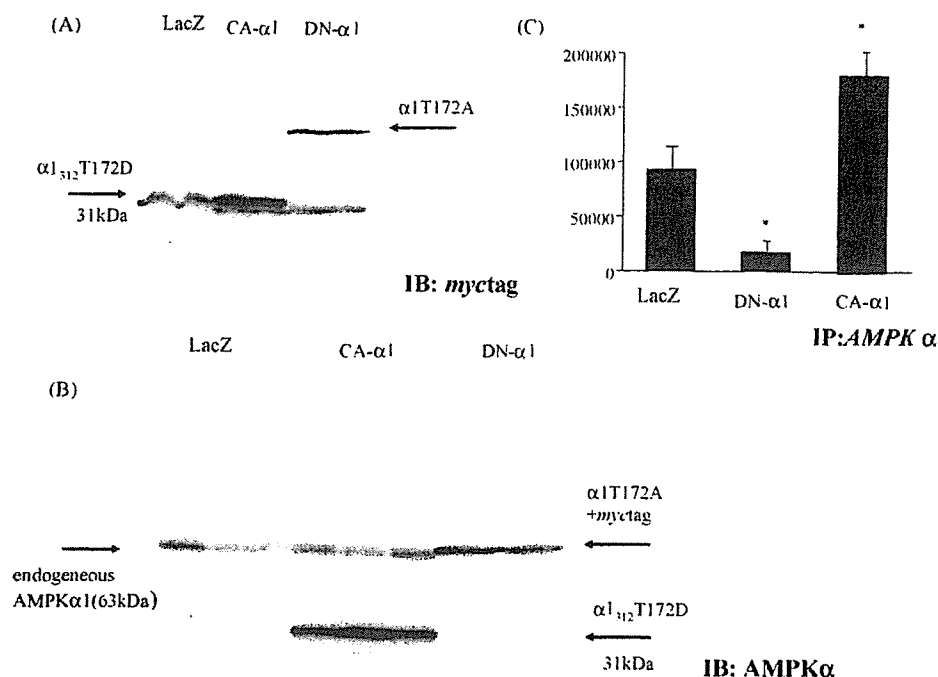 (A)
LacZ CA-α1 DN-α1
α1T172A
α1₃₁₂T172D
31kDa
IB: myctag
(C)
200000
150000
100000
50000
0
* *
LacZ DN-α1 CA-α1
IP:AMPK α
LacZ CA-α1 DN-α1
(B)
α1T172A
+myctag
endogeneous
AMPKα1(63kDa)
α1₃₁₂T172D
31kDa
IB: AMPKα